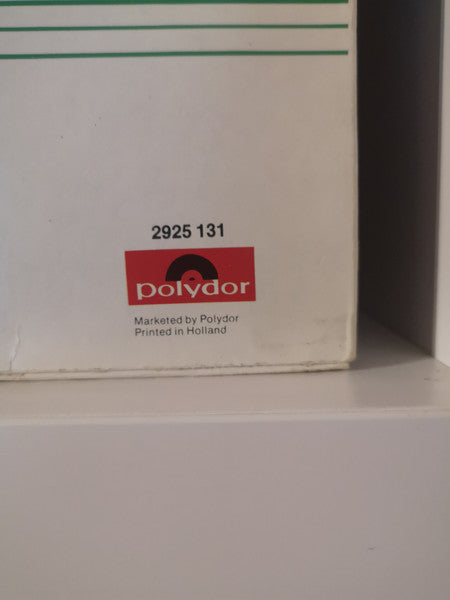 2925 131
polydor
Marketed by Polydor
Printed in Holland